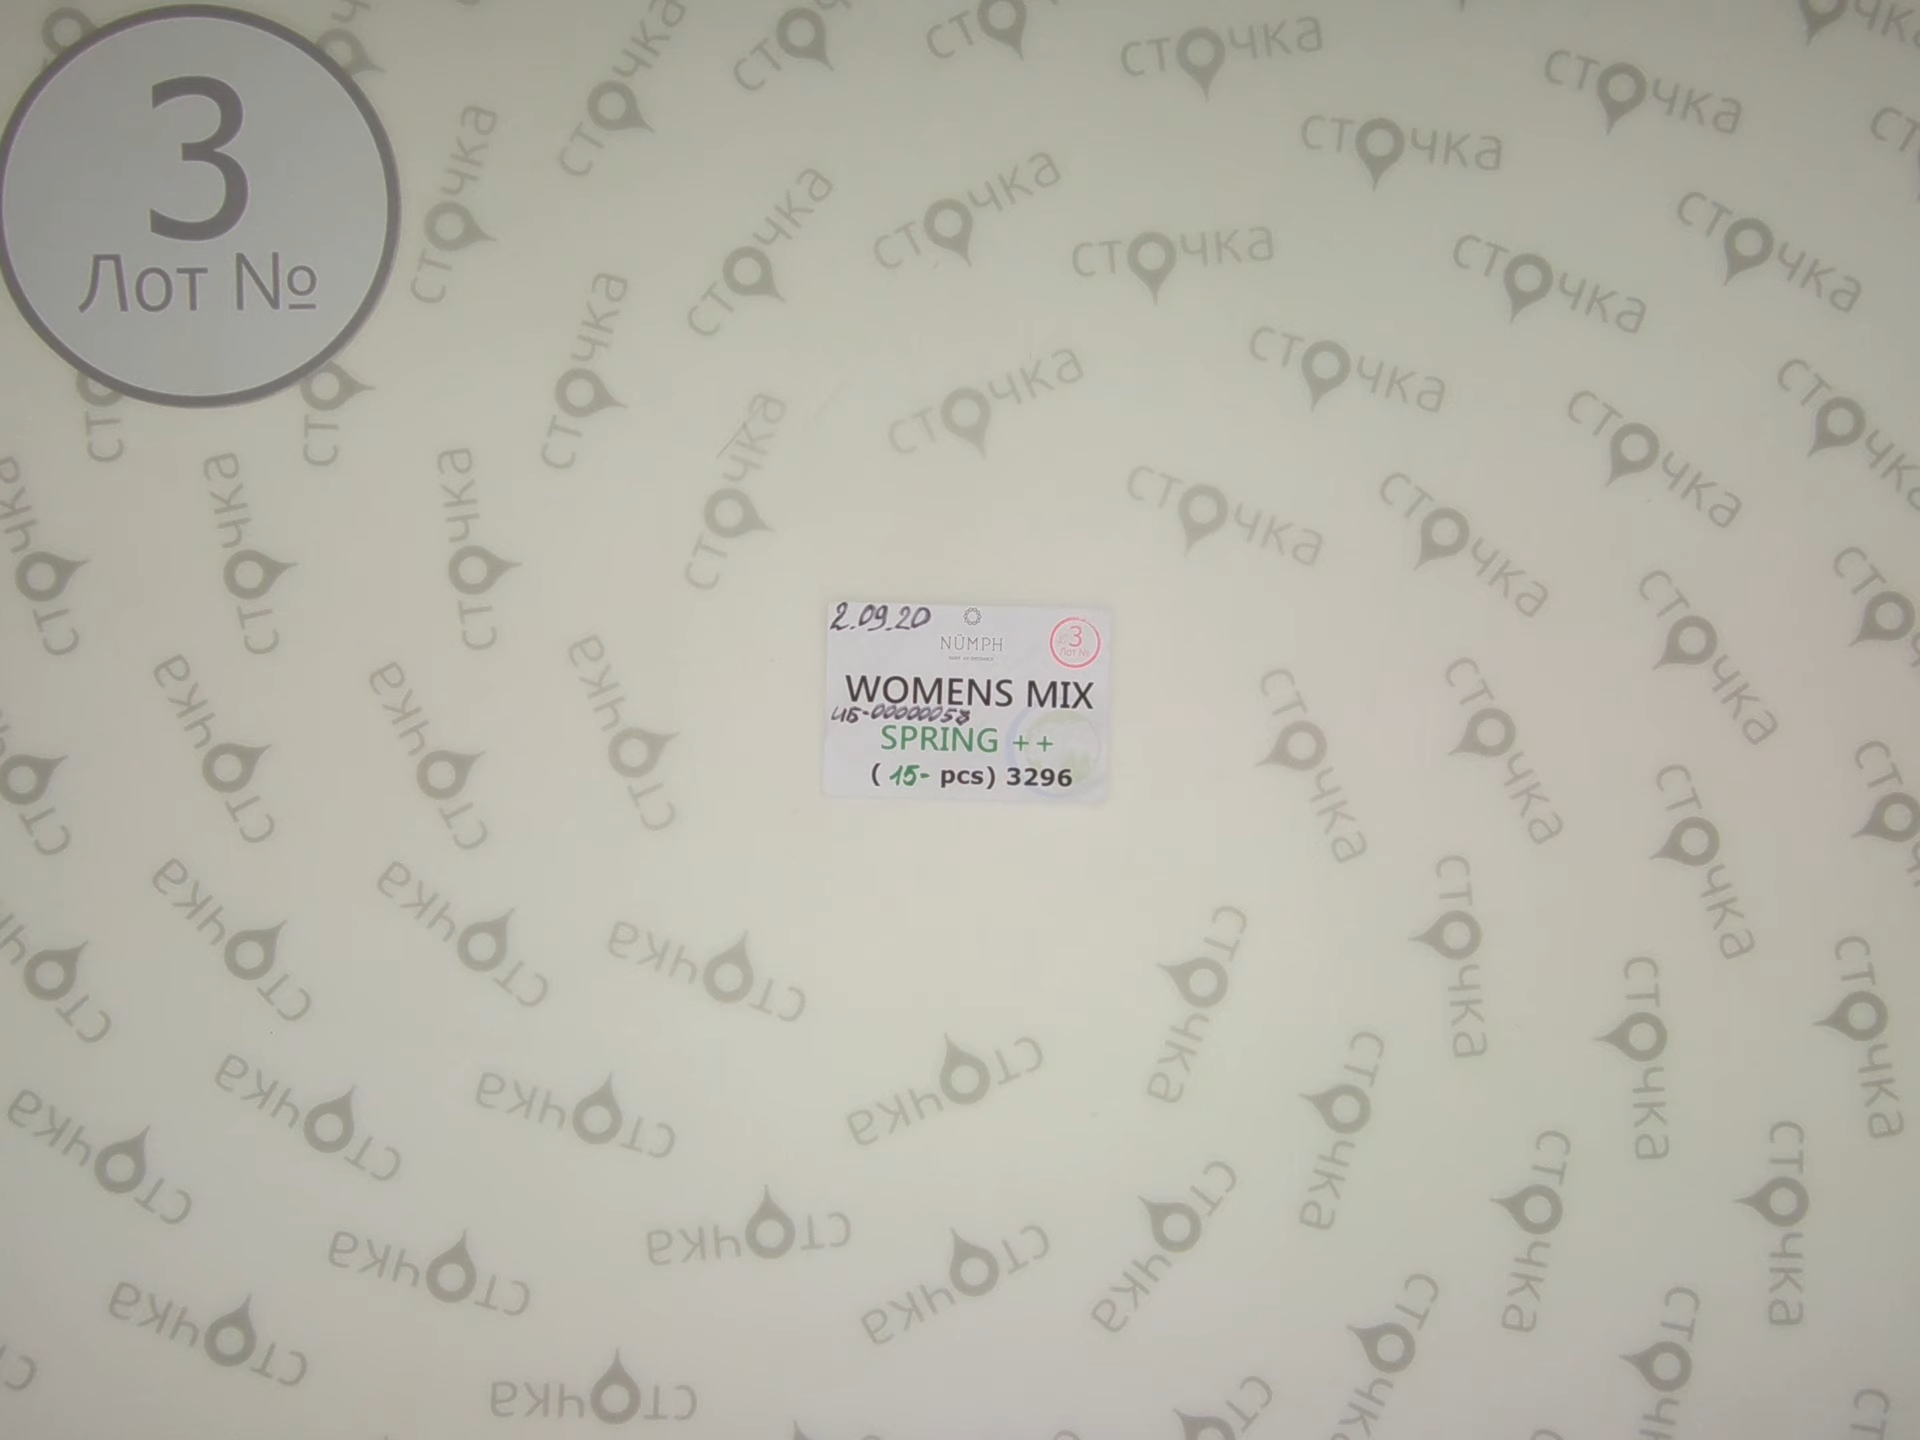 3
Лот №
2.09.20
NÜMPH
3
Лот №
WOMENS MIX
ЦБ-00000058
SPRING ++
( 15- pcs) 3296
сточка